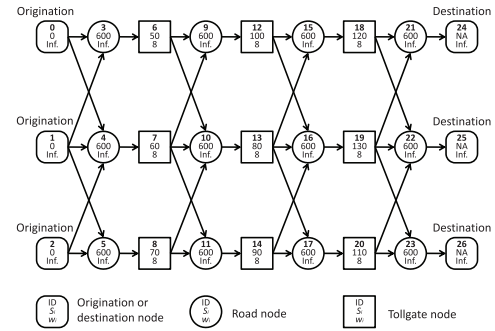 Origination
Destination
0 3 6 9 12 15 18 21 24
0 600 50 600 100 600 120 600 NA
Inf. Inf. 8 Inf. 8 Inf. 8 Inf. Inf.
Origination
Destination
1 4 7 10 13 16 19 22 25
0 600 60 600 80 600 130 600 NA
Inf. Inf. 8 Inf. 8 Inf. 8 Inf. Inf.
Origination
Destination
2 5 8 11 14 17 20 23 26
0 600 70 600 90 600 110 600 NA
Inf. Inf. 8 Inf. 8 Inf. 8 Inf. Inf.
ID
Si
wi
Origination or
destination node
ID
Si
wi
Road node
ID
Si
wi
Tollgate node